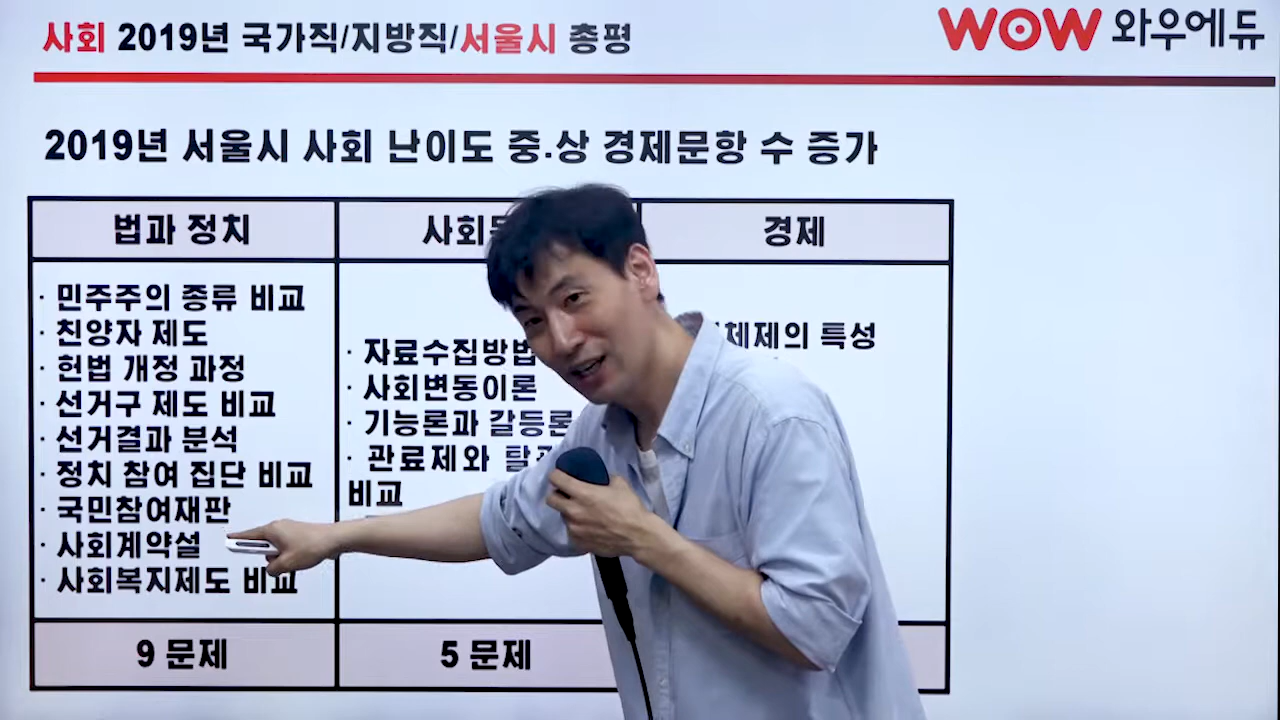 사회 2019년 국가직/지방직/서울시 총평
WOW 와우에듀
2019년 서울시 사회 난이도 중.상 경제문항 수 증가
법과 정치
· 민주주의 종류 비교
· 친양자 제도
· 헌법 개정 과정
· 선거구 제도 비교
· 선거결과 분석
· 정치 참여 집단 비교
· 국민참여재판
· 사회계약설
· 사회복지제도 비교
9 문제
· 자료수집방법
· 사회변동이론
· 기능론과 갈등론
· 관료제와
비교
5 문제
경제
특성